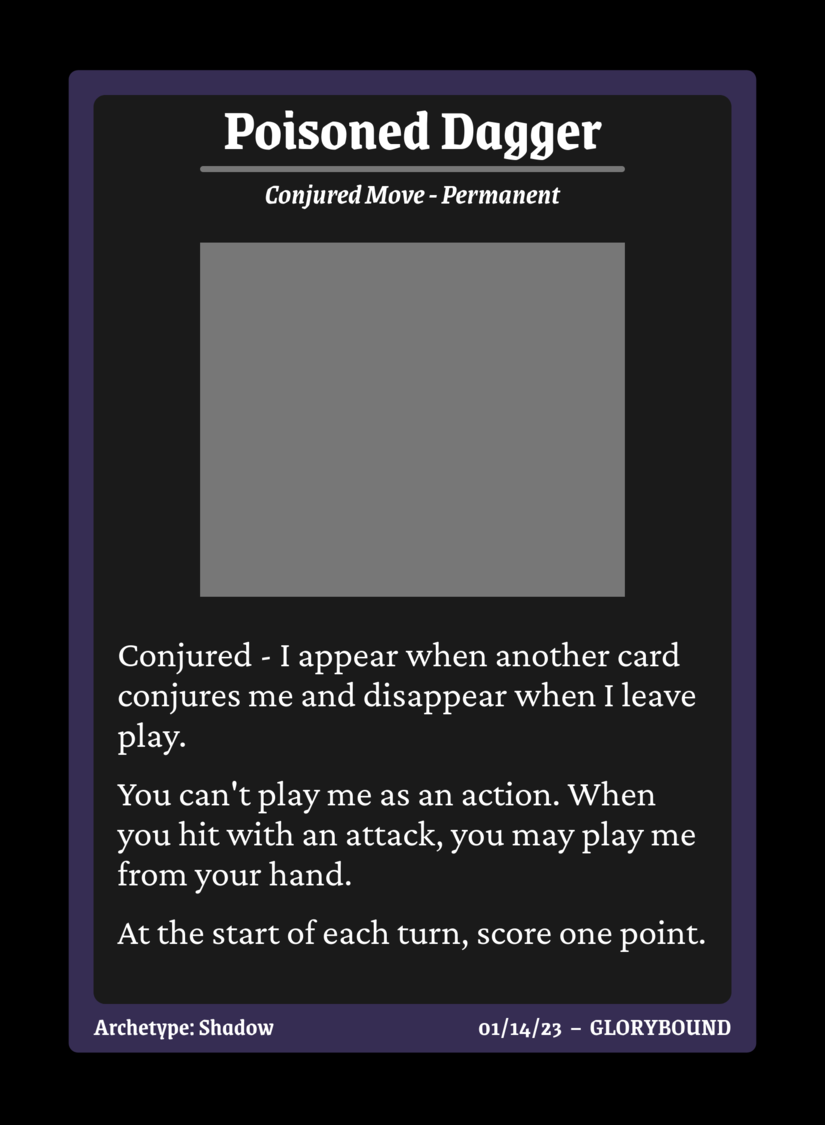 Poisoned Dagger
Conjured Move - Permanent
Conjured - I appear when another card
conjures me and disappear when I leave
play.
You can't play me as an action. When
you hit with an attack, you may play me
from your hand.
At the start of each turn, score one point.
Archetype: Shadow
01/14/23 – GLORYBOUND